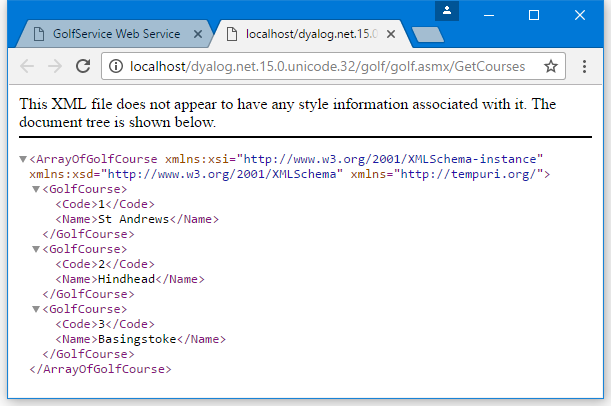 GolfService Web Service
localhost/dyalog.net.15.0
localhost/dyalog.net.15.0.unicode.32/golf/golf.asmx/GetCourses
This XML file does not appear to have any style information associated with it. The
document tree is shown below.
<ArrayOfGolfCourse xmlns:xsi="http://www.w3.org/2001/XMLSchema-instance"
xmlns:xsd="http://www.w3.org/2001/XMLSchema" xmlns="http://tempuri.org/">
<GolfCourse>
<Code>1</Code>
<Name>St Andrews</Name>
</GolfCourse>
<GolfCourse>
<Code>2</Code>
<Name>Hindhead</Name>
</GolfCourse>
<GolfCourse>
<Code>3</Code>
<Name>Basingstoke</Name>
</GolfCourse>
</ArrayOfGolfCourse>